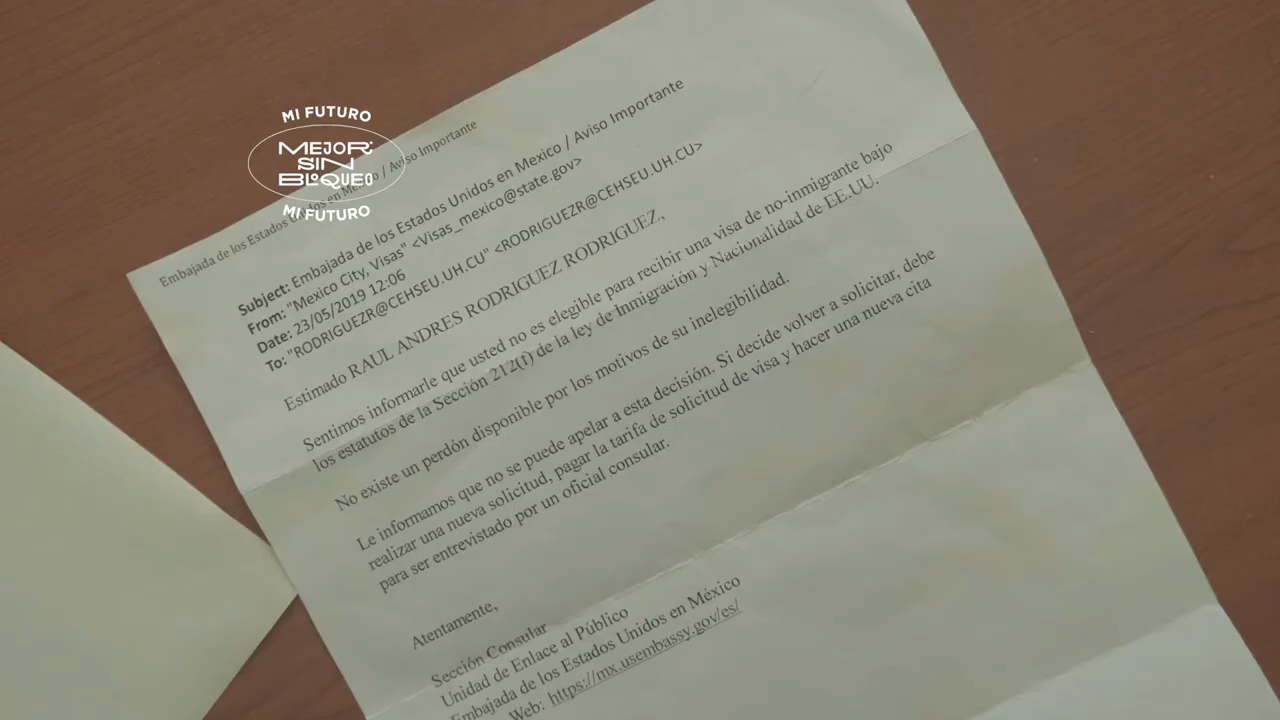 MI FUTURO
MEJOR
SIN
BLOQUEO
MI FUTURO
Embajada de los Estados Unidos en Mexico / Aviso Importante
Subject: Embajada de los Estados Unidos en Mexico / Aviso Importante
From: "Mexico City, Visas" <Visas_mexico@state.gov>
Date: 23/05/2019 12:06
To: "RODRIGUEZR@CEHSEU.UH.CU" <RODRIGUEZR@CEHSEU.UH.CU>
Estimado RAUL ANDRES RODRIGUEZ RODRIGUEZ,
Sentimos informarle que usted no es elegible para recibir una visa de no-inmigrante bajo
los estatutos de la Sección 212(f) de la ley de Inmigración y Nacionalidad de EE.UU.
No existe un perdón disponible por los motivos de su inelegibilidad.
Le informamos que no se puede apelar a esta decisión. Si decide volver a solicitar, debe
realizar una nueva solicitud, pagar la tarifa de solicitud de visa y hacer una nueva cita
para ser entrevistado por un oficial consular.
Atentamente,
Sección Consular
Unidad de Enlace al Público
Embajada de los Estados Unidos en México
Web: https://mx.usembassy.gov/es/